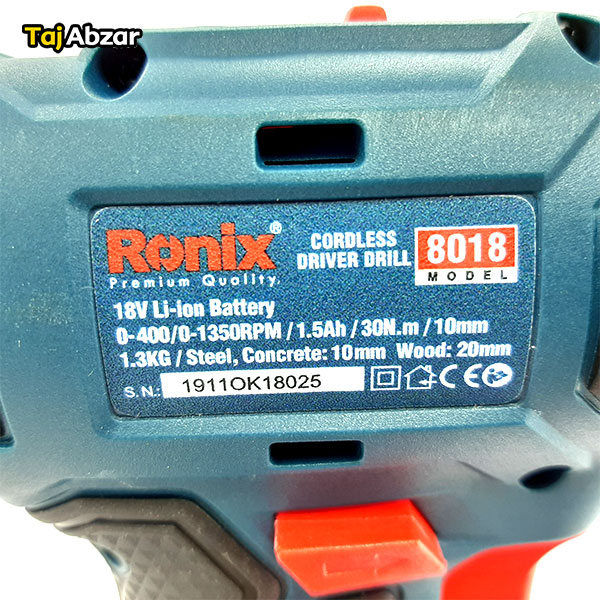 TajAbzar
Ronix®
Premium Quality.
CORDLESS
DRIVER DRILL
8018
MODEL
18V Li-ion Battery
0-400/0-1350RPM / 1.5Ah / 30N.m / 10mm
1.3KG / Steel, Concrete: 10mm Wood: 20mm
S.N.: 1911OK18025 CE